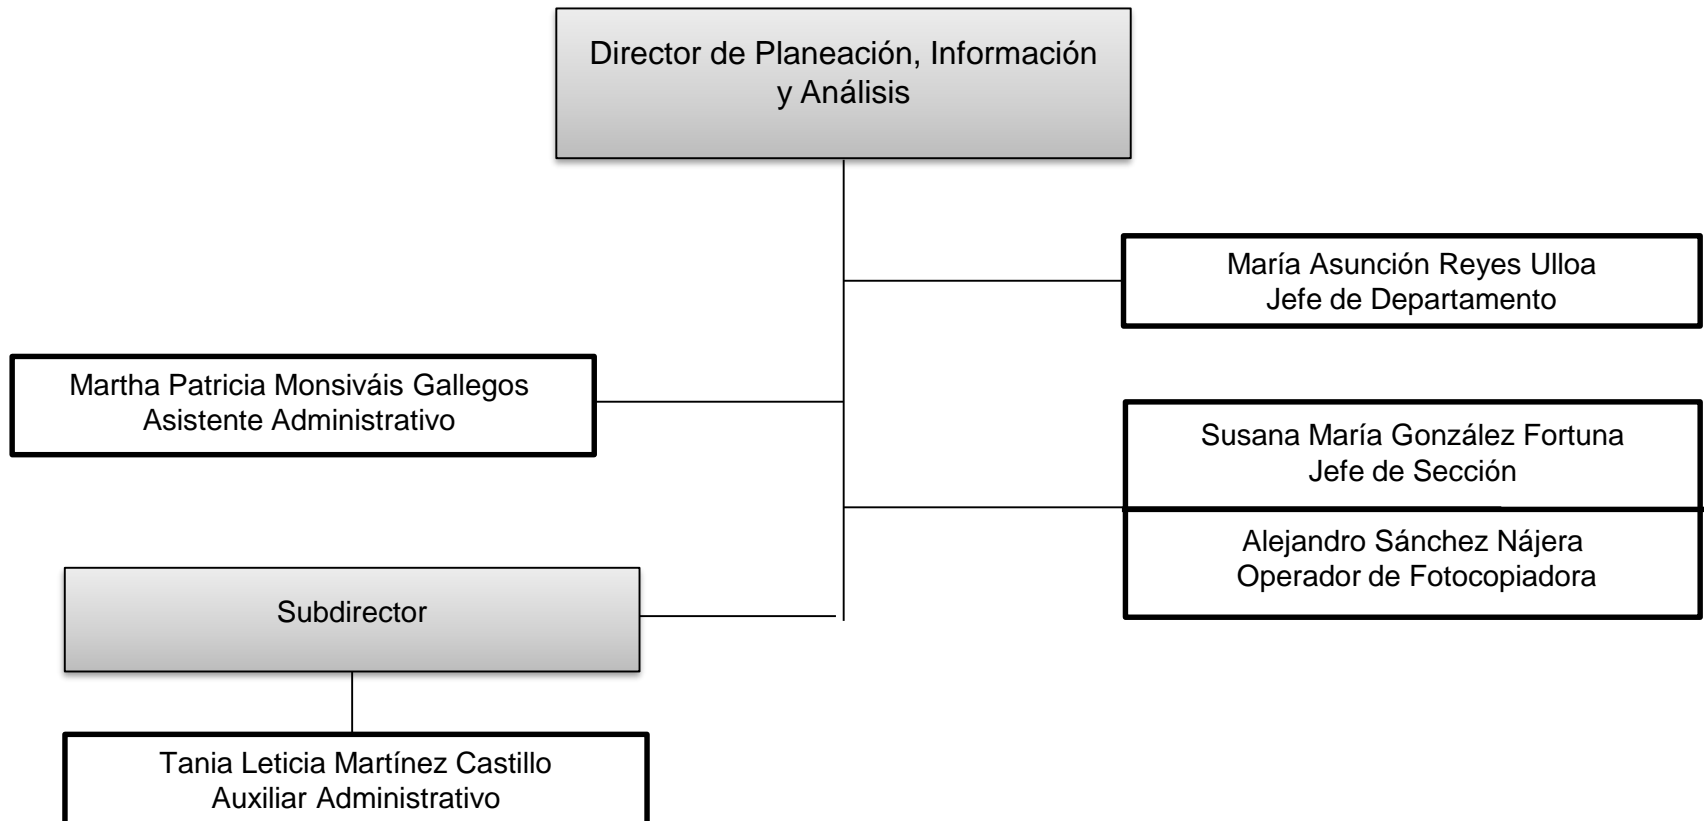 Director de Planeación, Información
y Análisis
María Asunción Reyes Ulloa
Jefe de Departamento
Martha Patricia Monsiváis Gallegos
Asistente Administrativo
Susana María González Fortuna
Jefe de Sección
Alejandro Sánchez Nájera
Operador de Fotocopiadora
Subdirector
Tania Leticia Martínez Castillo
Auxiliar Administrativo